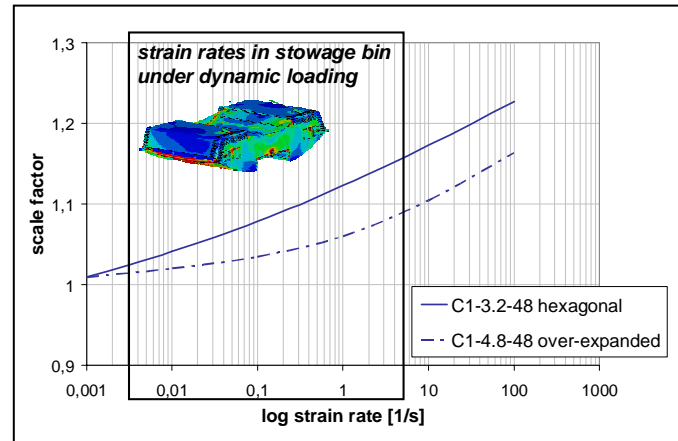 strain rates in stowage bin
under dynamic loading
scale factor
1,3
1,2
1,1
1
0,9
0,001
0,01
0,1
1
10
100
1000
log strain rate [1/s]
C1-3.2-48 hexagonal
C1-4.8-48 over-expanded